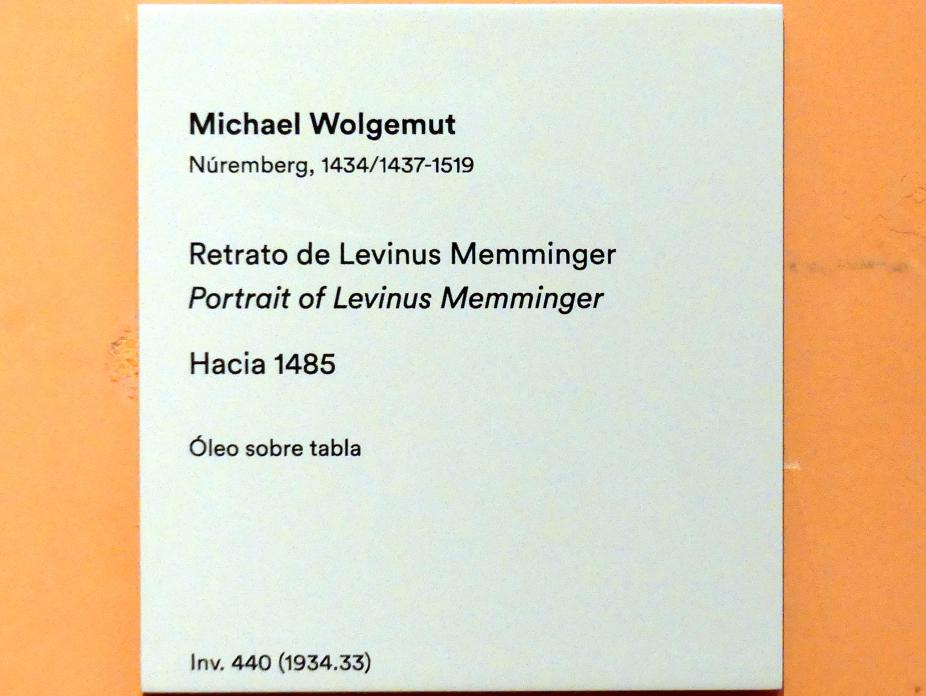 Michael Wolgemut
Núremberg, 1434/1437-1519
Retrato de Levinus Memminger
Portrait of Levinus Memminger
Hacia 1485
Óleo sobre tabla
Inv. 440 (1934.33)